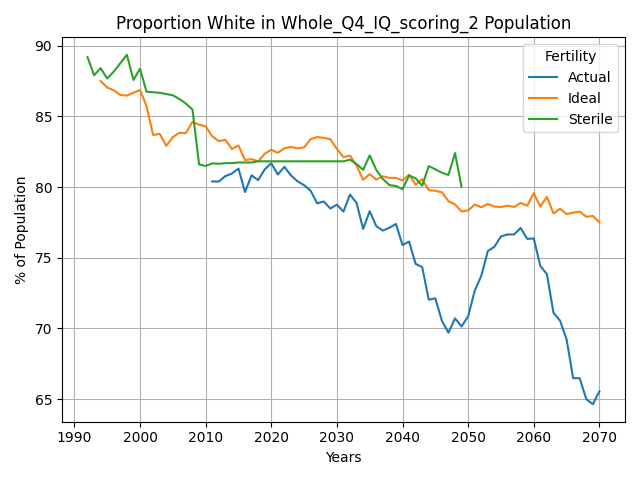 Proportion White in Whole_Q4_IQ_scoring_2 Population
% of Population
90
85
80
75
70
65
Fertility
Actual
Ideal
Sterile
1990
2000
2010
2020
2030
2040
2050
2060
2070
Years